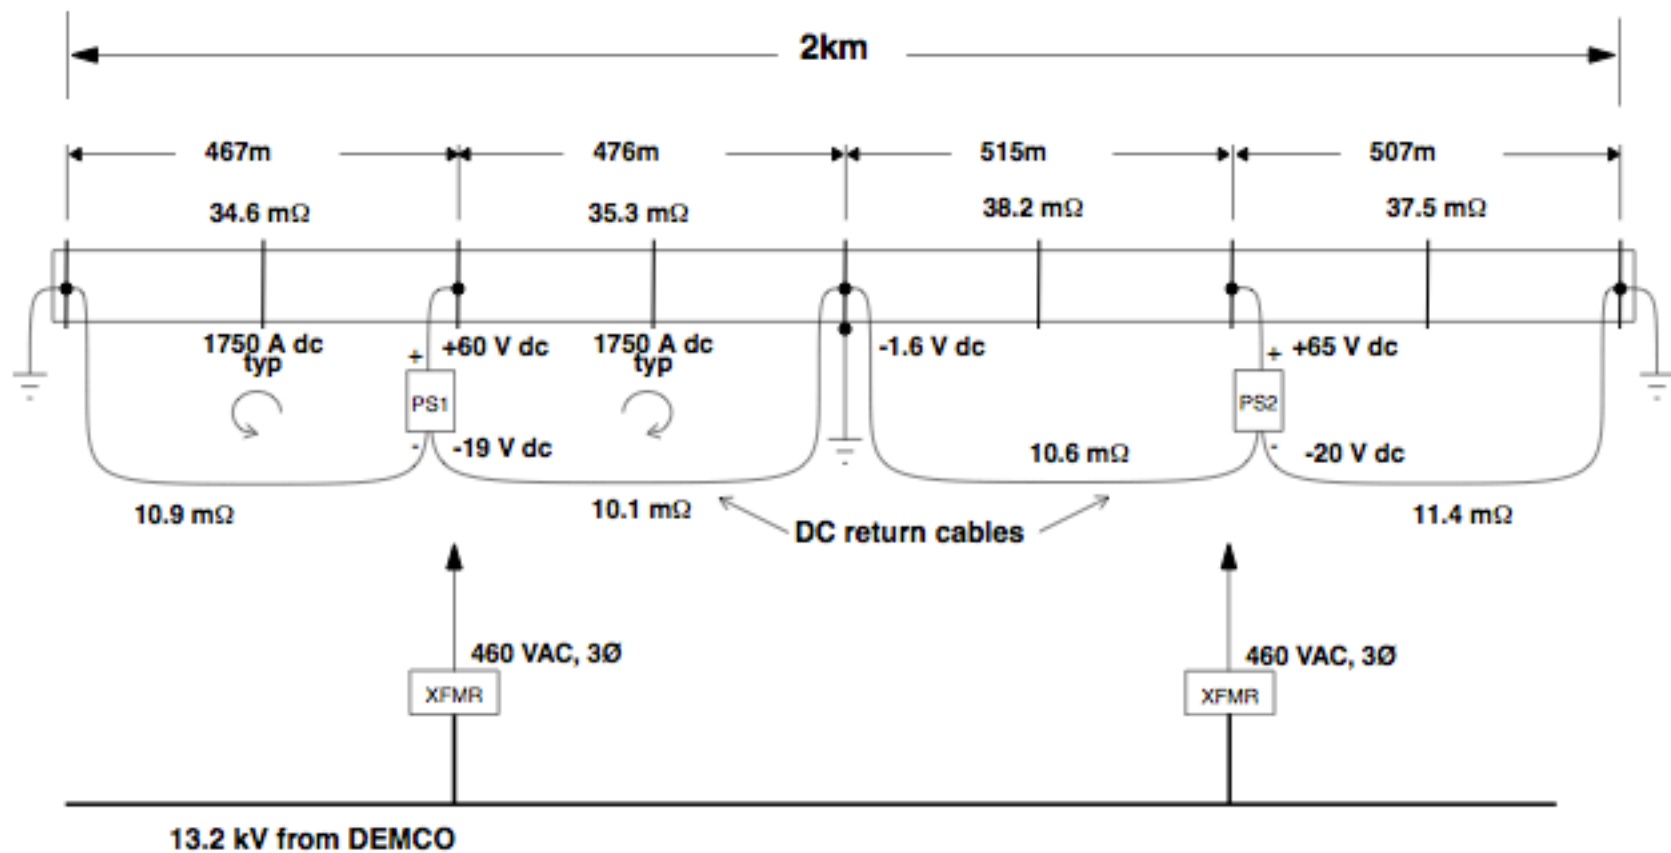 2km
467m
476m
515m
507m
34.6 mΩ
35.3 mΩ
38.2 mΩ
37.5 mΩ
1750 A dc
typ
+60 V dc
1750 A dc
typ
-1.6 V dc
+65 V dc
+
PS1
-
-19 V dc
+
PS2
-
-20 V dc
10.9 mΩ
10.1 mΩ
10.6 mΩ
11.4 mΩ
DC return cables
460 VAC, 3Ø
460 VAC, 3Ø
XFMR
XFMR
13.2 kV from DEMCO